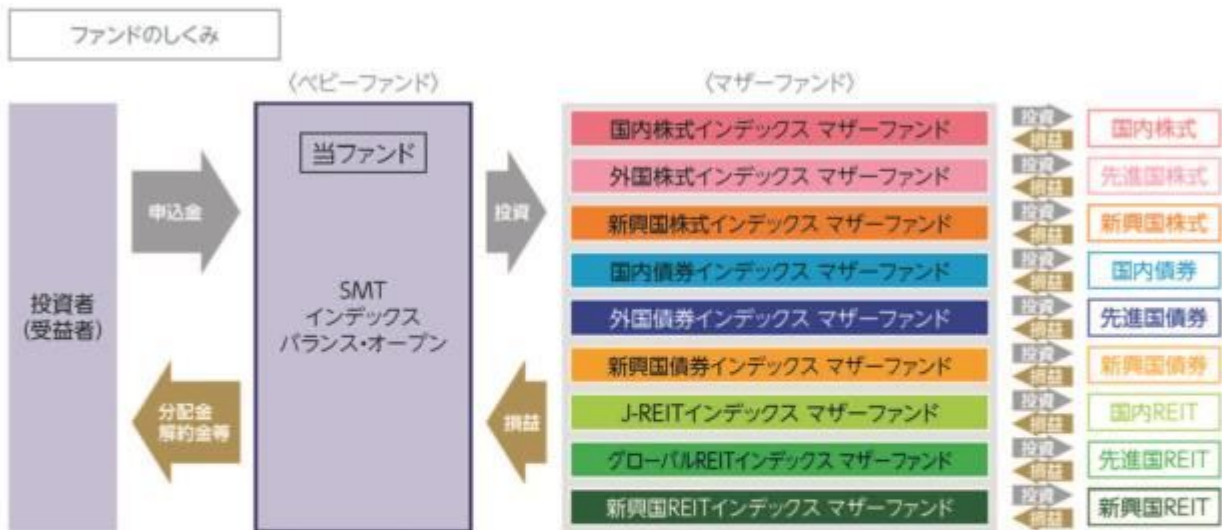 ファンドのしくみ
〈ベビーファンド〉
〈マザーファンド〉
投資者
(受益者)
申込金
分配金
解約金等
当ファンド
SMT
インデックス
バランス・オープン
投資
損益
国内株式インデックス マザーファンド
投資
損益
国内株式
外国株式インデックス マザーファンド
投資
損益
先進国株式
新興国株式インデックス マザーファンド
投資
損益
新興国株式
国内債券インデックス マザーファンド
投資
損益
国内債券
外国債券インデックス マザーファンド
投資
損益
先進国債券
新興国債券インデックス マザーファンド
投資
損益
新興国債券
J-REITインデックス マザーファンド
投資
損益
国内REIT
グローバルREITインデックス マザーファンド
投資
損益
先進国REIT
新興国REITインデックス マザーファンド
投資
損益
新興国REIT